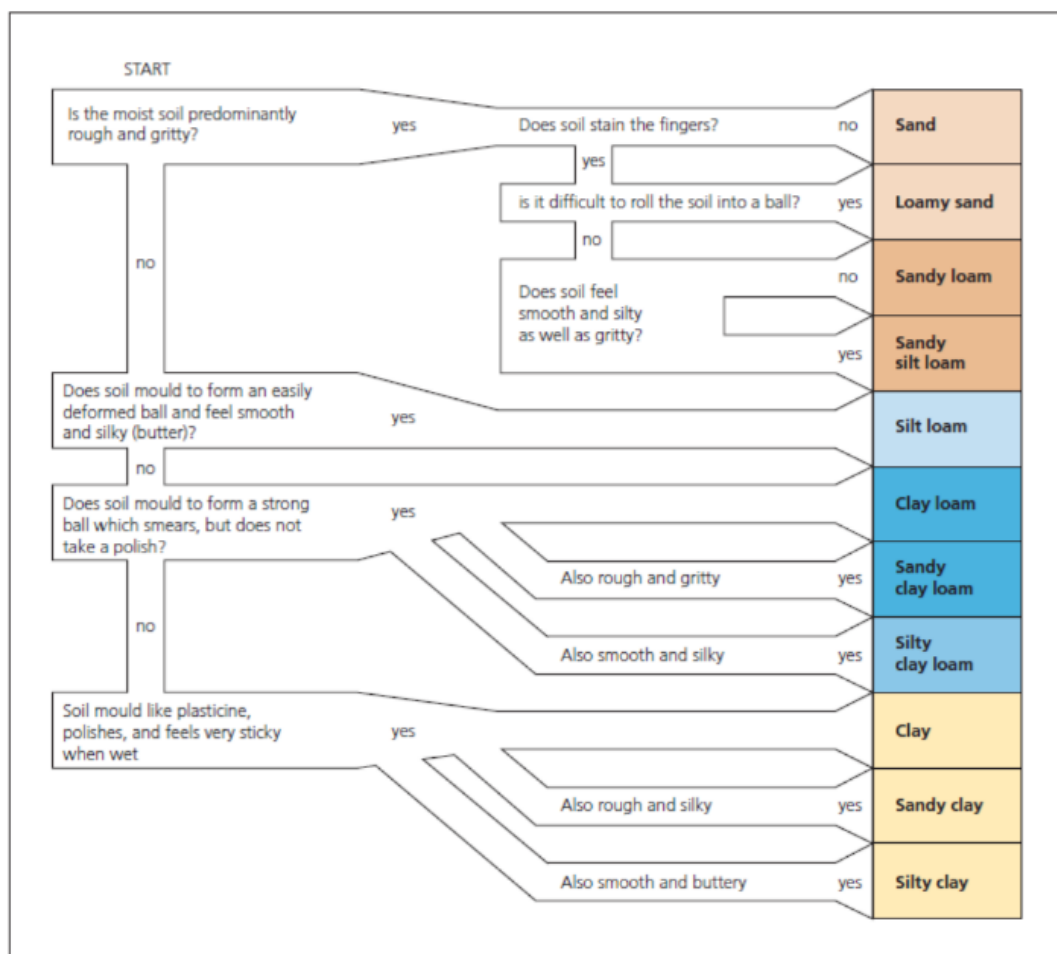 START
Is the moist soil predominantly
rough and gritty?
yes
Does soil stain the fingers?
no
Sand
yes
is it difficult to roll the soil into a ball?
yes
Loamy sand
no
no
Does soil feel
smooth and silty
as well as gritty?
no
Sandy loam
yes
Sandy
silt loam
Does soil mould to form an easily
deformed ball and feel smooth
and silky (butter)?
yes
Silt loam
no
Does soil mould to form a strong
ball which smears, but does not
take a polish?
yes
Clay loam
Also rough and gritty
yes
Sandy
clay loam
no
Also smooth and silky
yes
Silty
clay loam
Soil mould like plasticine,
polishes, and feels very sticky
when wet
yes
Clay
Also rough and silky
yes
Sandy clay
Also smooth and buttery
yes
Silty clay